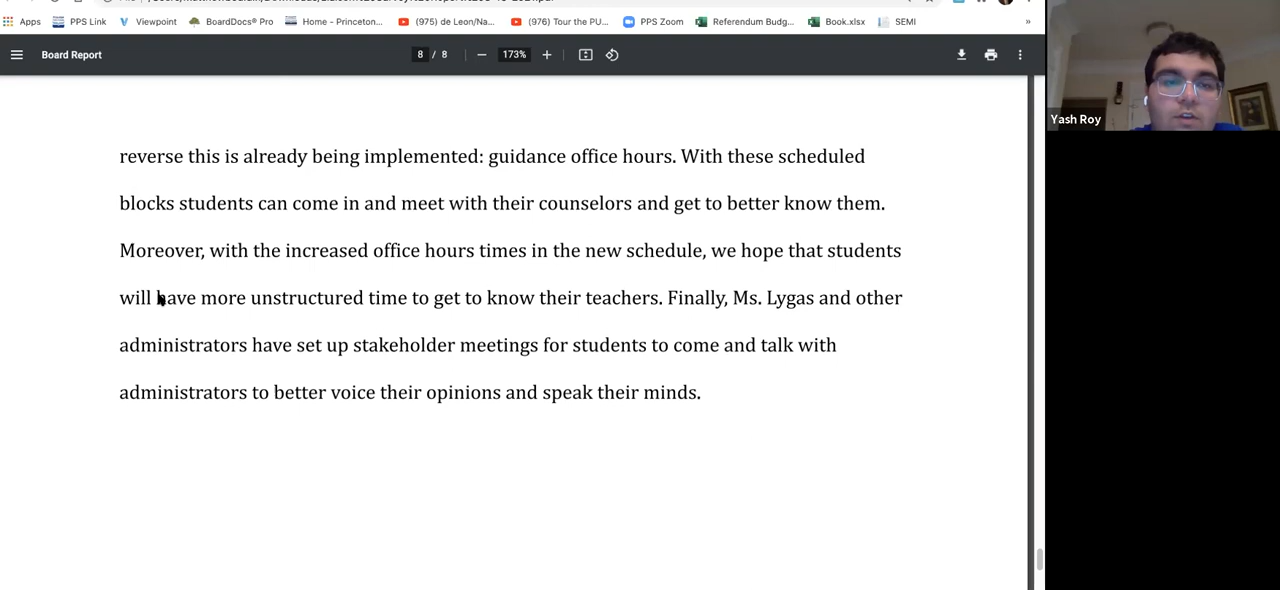 Apps PPS Link Viewpoint BoardDocs® Pro Home - Princeton... (975) de Leon/Na... (976) Tour the PU... PPS Zoom Referendum Budg... Book.xlsx SEMI »
Board Report 8 / 8 — 173% +
Yash Roy
reverse this is already being implemented: guidance office hours. With these scheduled
blocks students can come in and meet with their counselors and get to better know them.
Moreover, with the increased office hours times in the new schedule, we hope that students
will have more unstructured time to get to know their teachers. Finally, Ms. Lygas and other
administrators have set up stakeholder meetings for students to come and talk with
administrators to better voice their opinions and speak their minds.